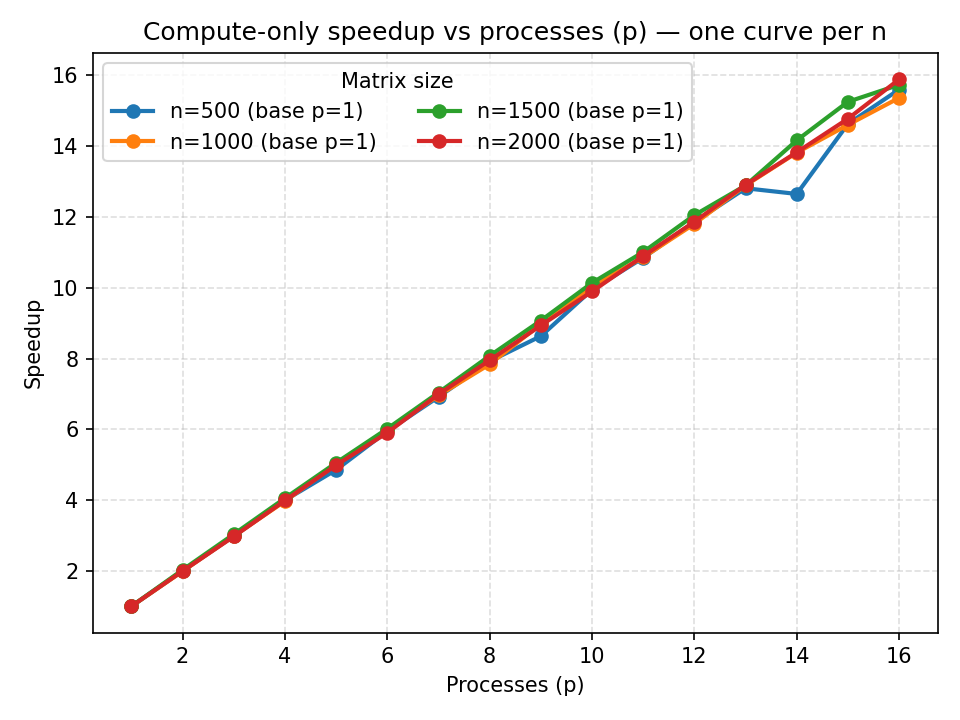 Compute-only speedup vs processes (p) — one curve per n
Matrix size
n=500 (base p=1)
n=1000 (base p=1)
n=1500 (base p=1)
n=2000 (base p=1)
Speedup
16
14
12
10
8
6
4
2
2 4 6 8 10 12 14 16
Processes (p)